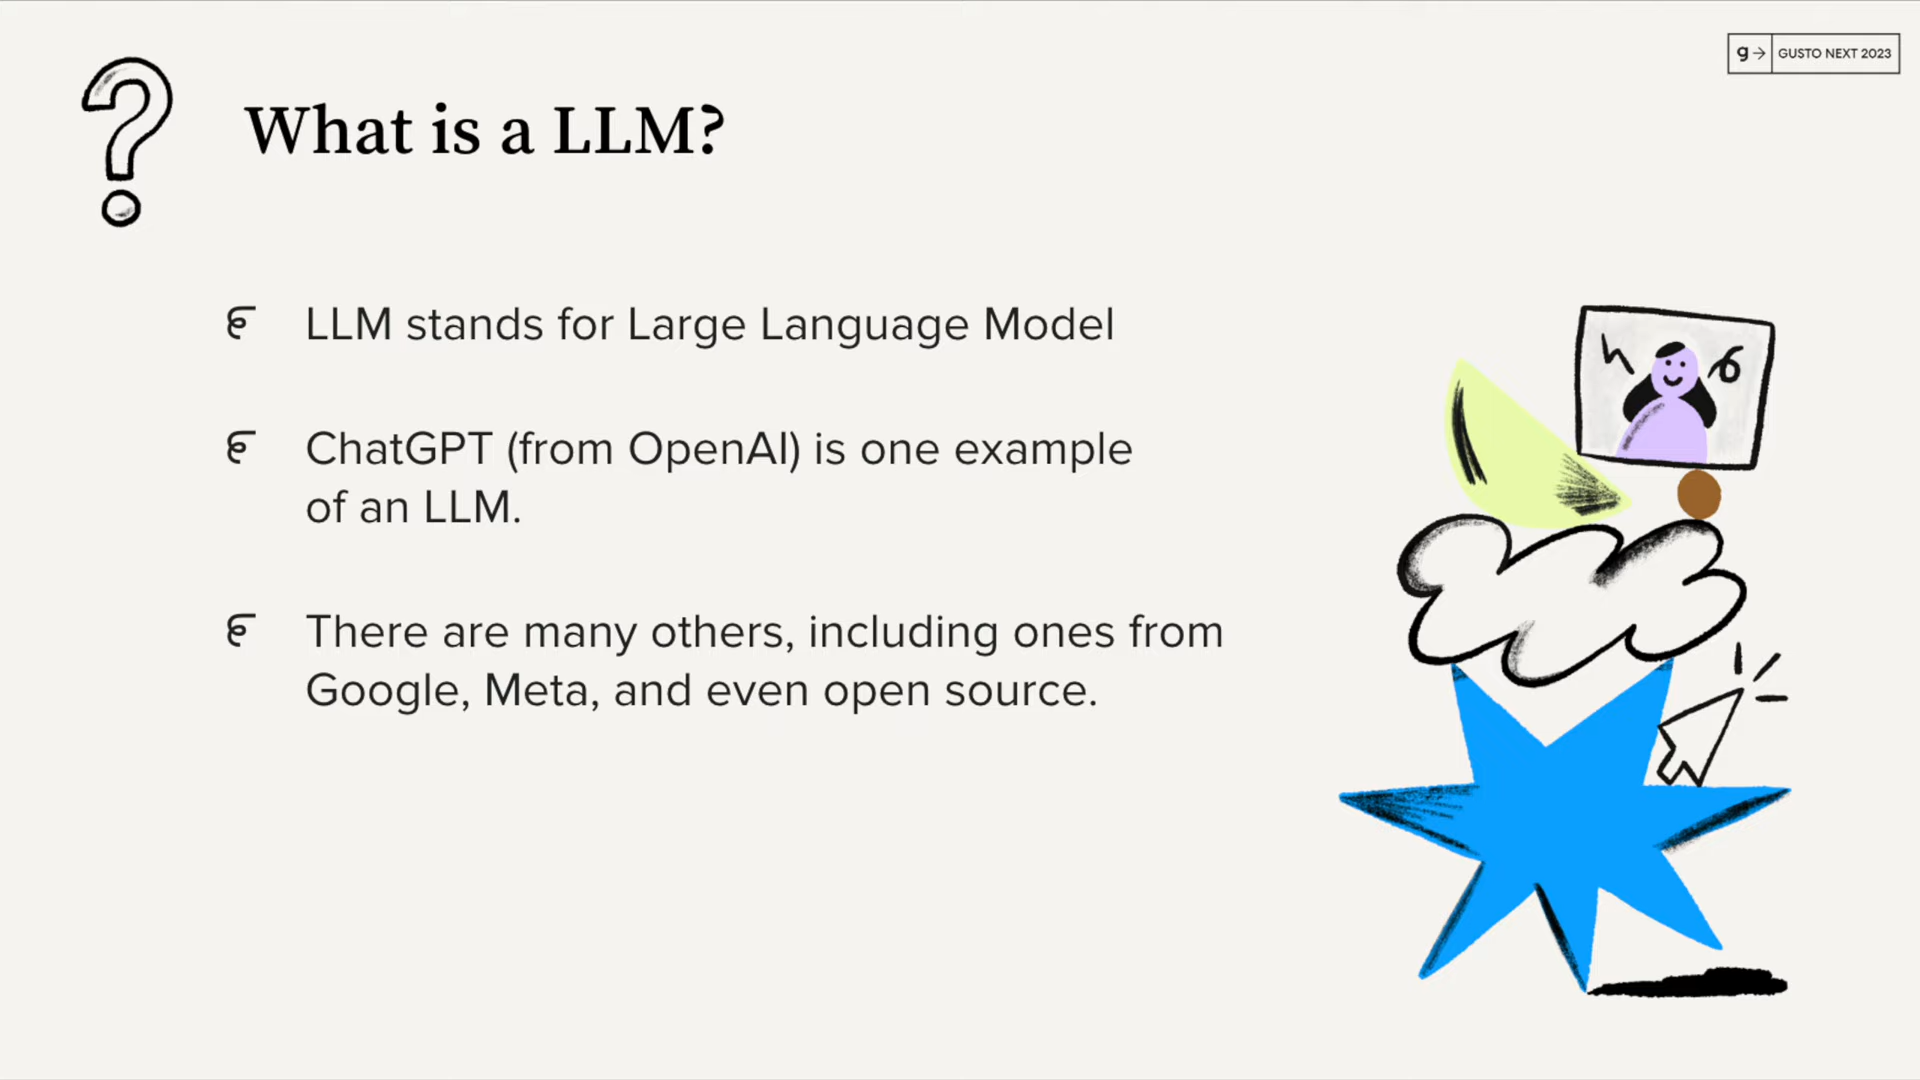 g→ GUSTO NEXT 2023
What is a LLM?
LLM stands for Large Language Model
ChatGPT (from OpenAI) is one example
of an LLM.
There are many others, including ones from
Google, Meta, and even open source.